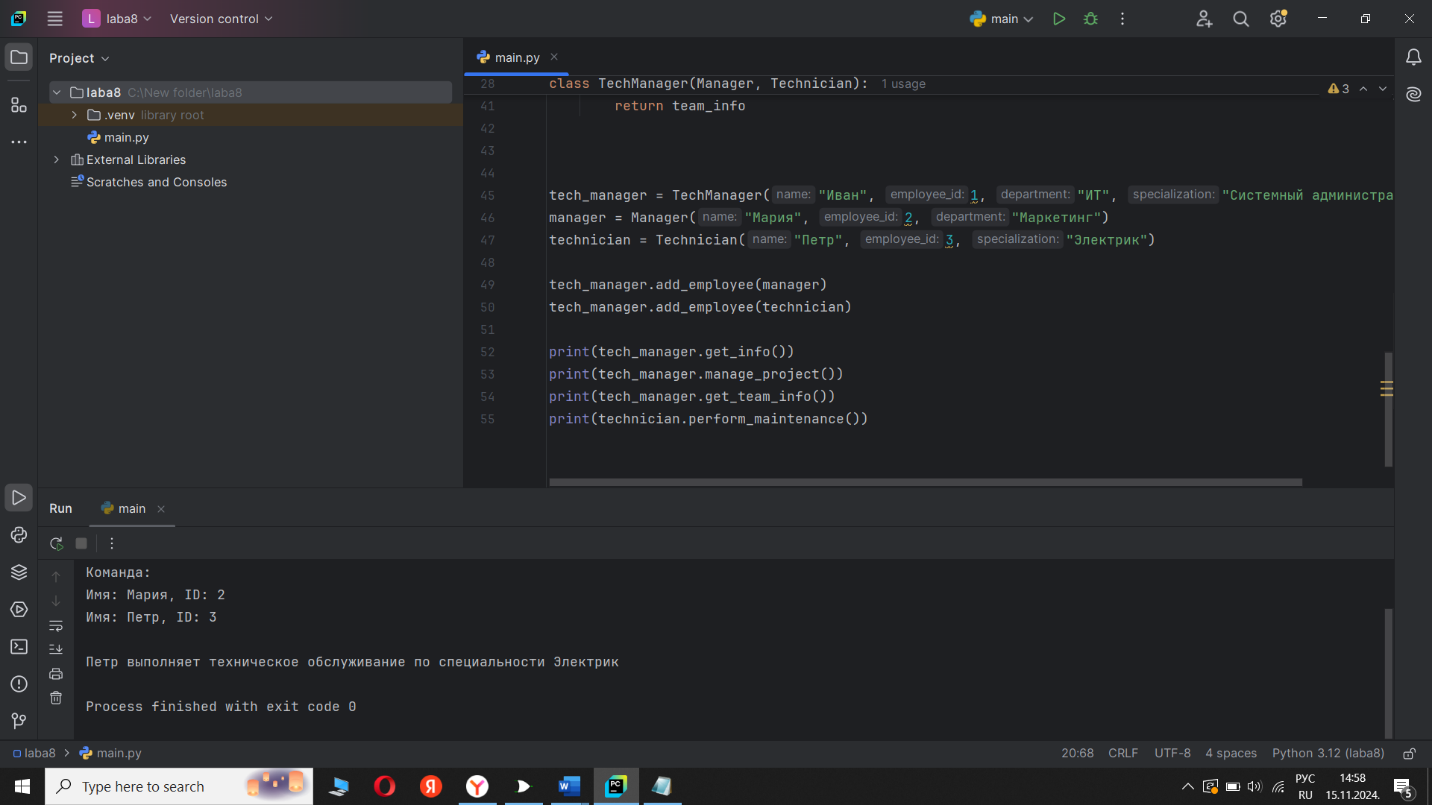 L laba8 Version control main
Project
laba8 C:\New folder\laba8
.venv library root
main.py
External Libraries
Scratches and Consoles
main.py
3
28 class TechManager(Manager, Technician): 1 usage
41 return team_info
42
43
44
45 tech_manager = TechManager( name: "Иван", employee_id: 1, department: "ИТ", specialization: "Системный администра
46 manager = Manager( name: "Мария", employee_id: 2, department: "Маркетинг")
47 technician = Technician( name: "Петр", employee_id: 3, specialization: "Электрик")
48
49 tech_manager.add_employee(manager)
50 tech_manager.add_employee(technician)
51
52 print(tech_manager.get_info())
53 print(tech_manager.manage_project())
54 print(tech_manager.get_team_info())
55 print(technician.perform_maintenance())
Run main
Команда:
Имя: Мария, ID: 2
Имя: Петр, ID: 3
Петр выполняет техническое обслуживание по специальности Электрик
Process finished with exit code 0
laba8 main.py 20:68 CRLF UTF-8 4 spaces Python 3.12 (laba8)
Type here to search
РУС
RU
14:58
15.11.2024.
5